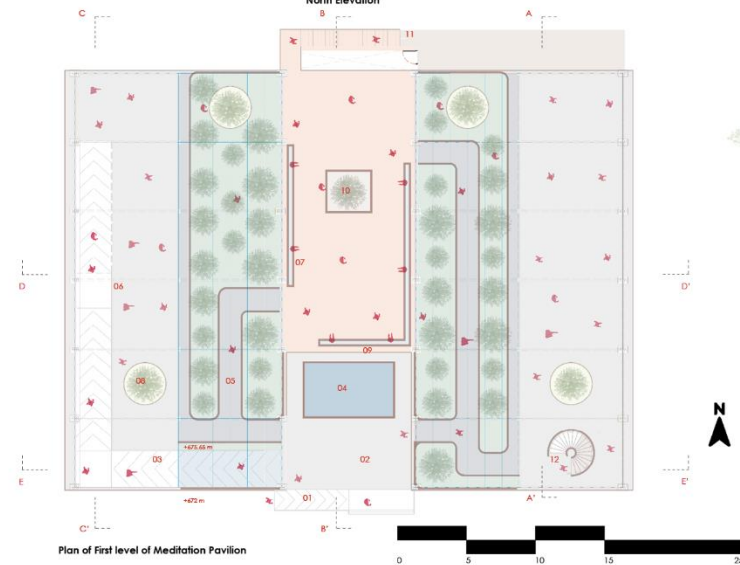 North Elevation
C B A
11
10
D D'
07
06
09
08 05 04
N
+673.65 m
E 03 02 12 E'
+672 m 01 A'
C' B'
Plan of First level of Meditation Pavilion
0 5 10 15